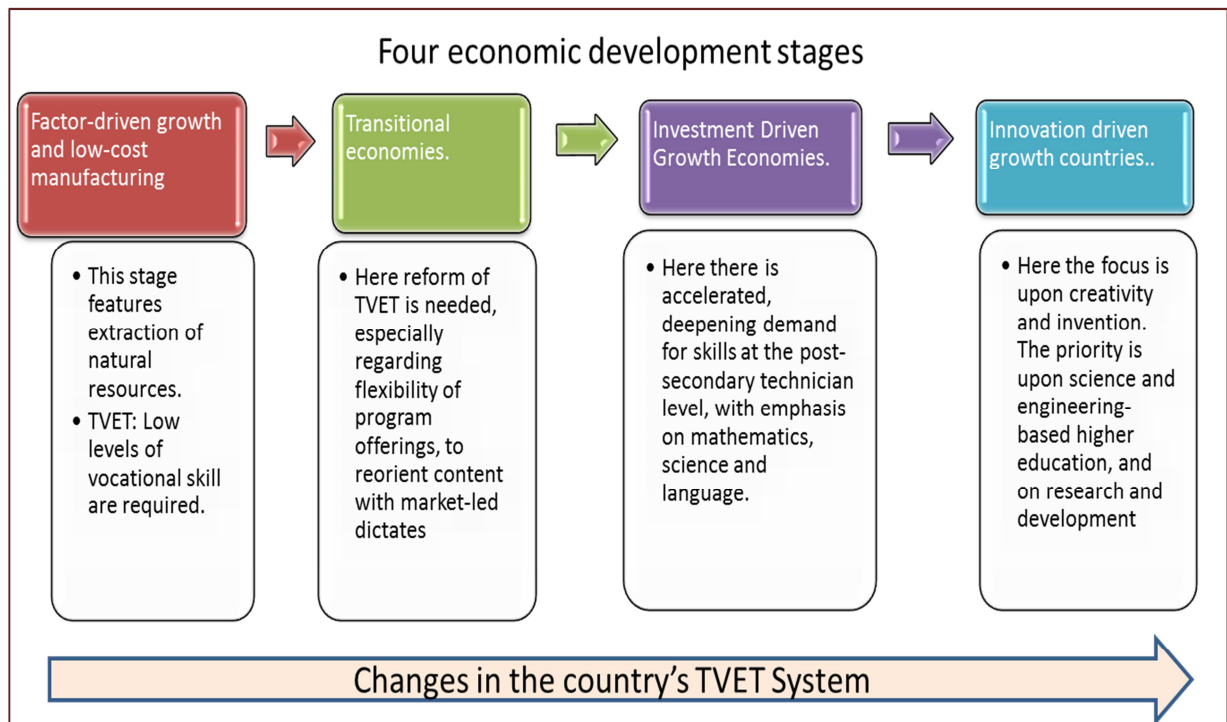 Four economic development stages
Factor-driven growth
and low-cost
manufacturing
• This stage
features
extraction of
natural
resources.
• TVET: Low
levels of
vocational skill
are required.
Transitional
economies.
• Here reform of
TVET is needed,
especially
regarding
flexibility of
program
offerings, to
reorient content
with market-led
dictates
Investment Driven
Growth Economies.
• Here there is
accelerated,
deepening demand
for skills at the post-
secondary technician
level, with emphasis
on mathematics,
science and
language.
Innovation driven
growth countries..
• Here the focus is
upon creativity
and invention.
The priority is
upon science and
engineering-
based higher
education, and
on research and
development
Changes in the country's TVET System